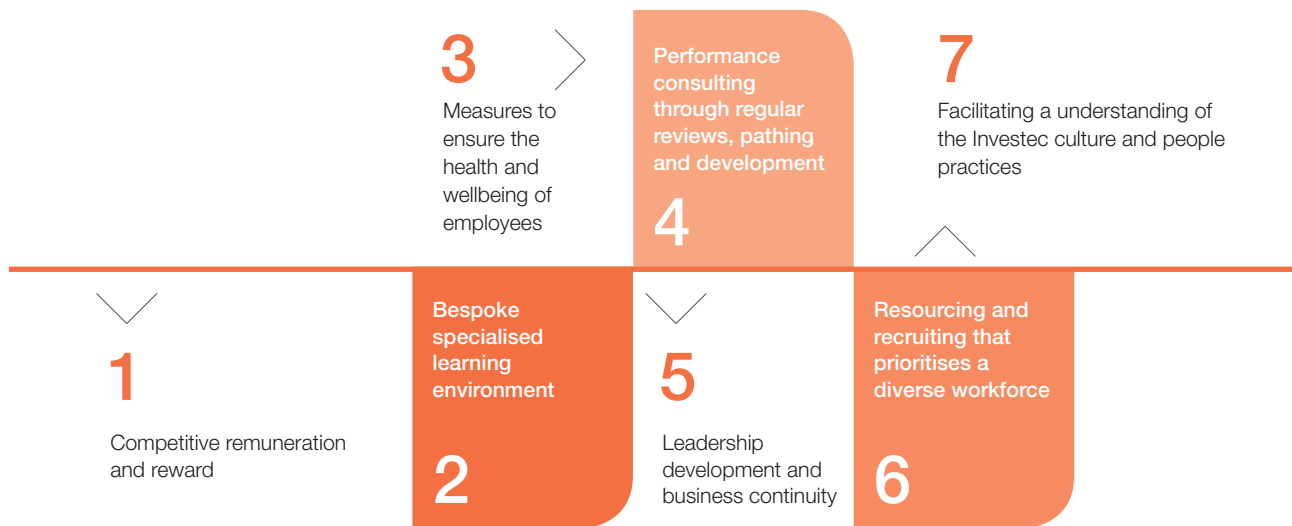 3
Measures to
ensure the
health and
wellbeing of
employees
Performance
consulting
through regular
reviews, pathing
and development
4
7
Facilitating a understanding of
the Investec culture and people
practices
1
Competitive remuneration
and reward
Bespoke
specialised
learning
environment
2
5
Leadership
development and
business continuity
Resourcing and
recruiting that
prioritises a
diverse workforce
6